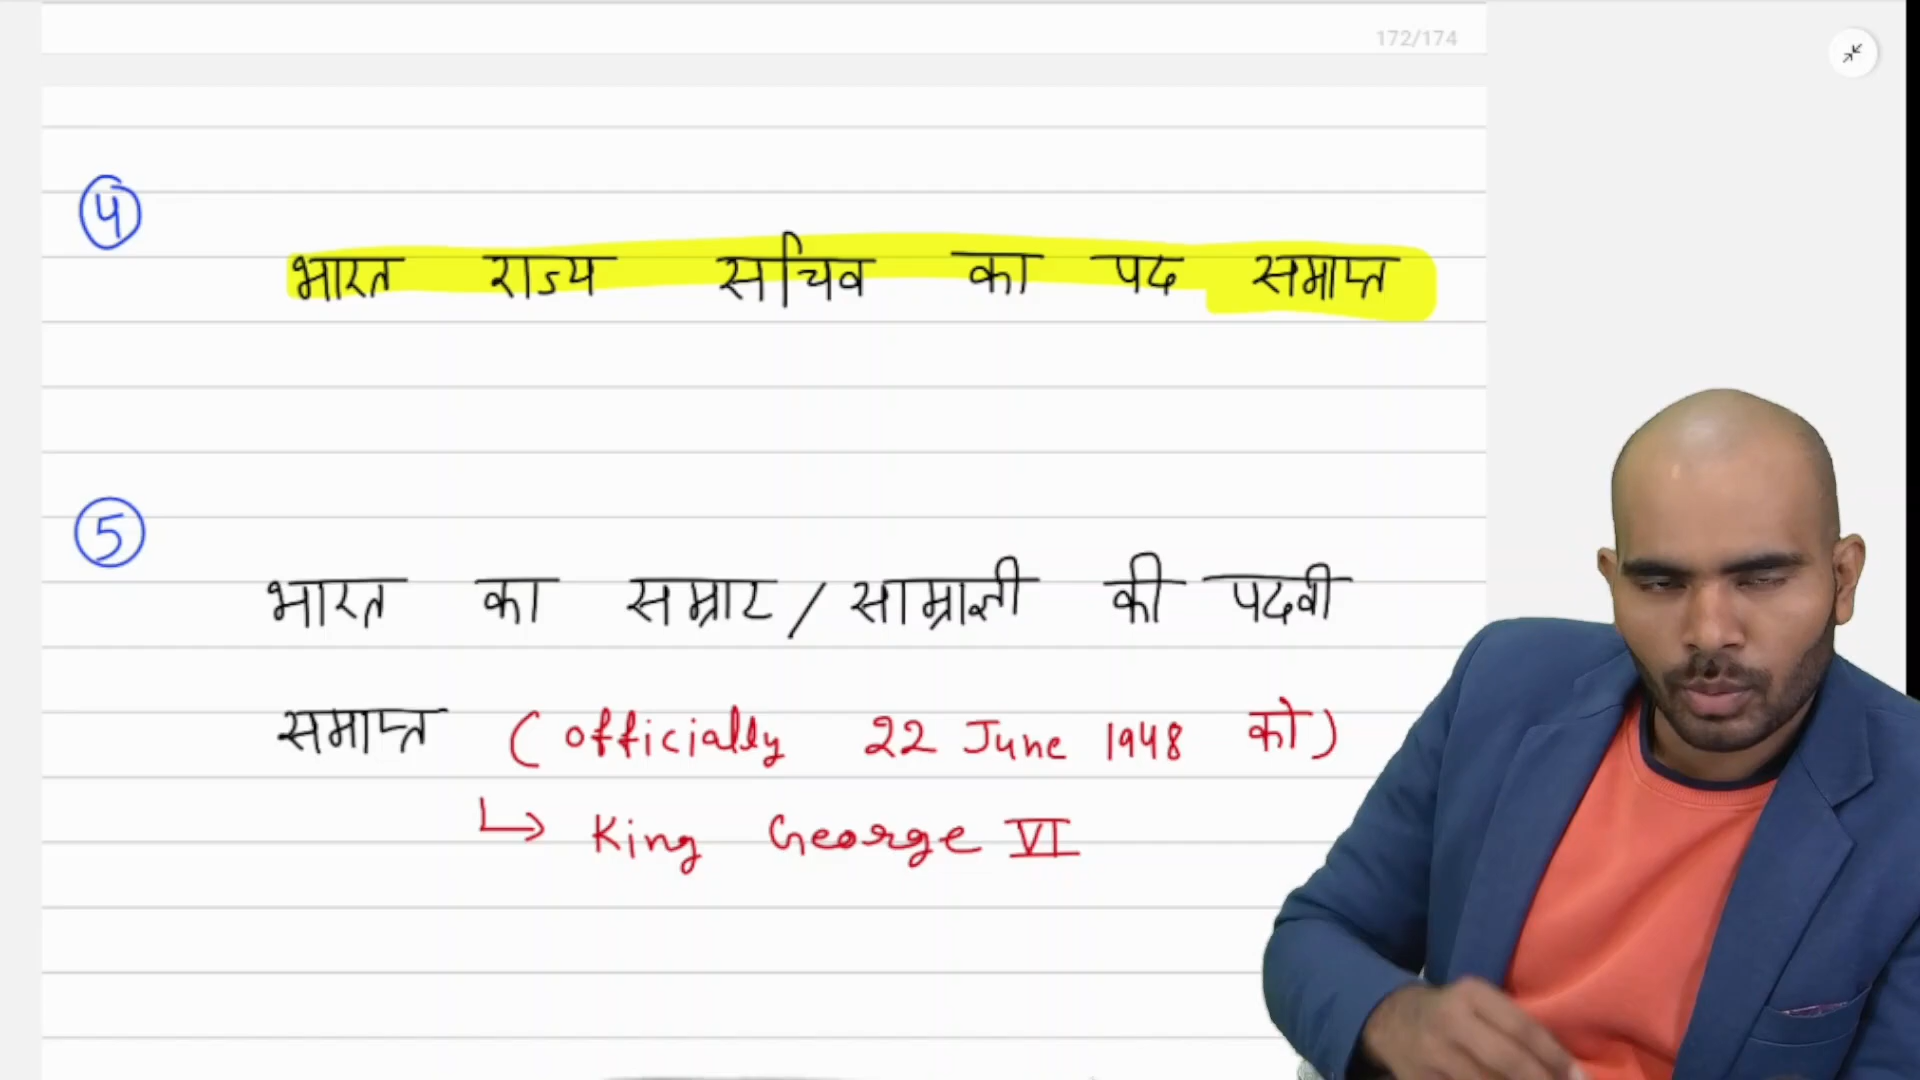 172/174
4
भारत राज्य सचिव का पद समाप्त
5
भारत का सम्राट / साम्राज्ञी की पदवी
समाप्त (officially 22 June 1948 को)
↳ King George VI